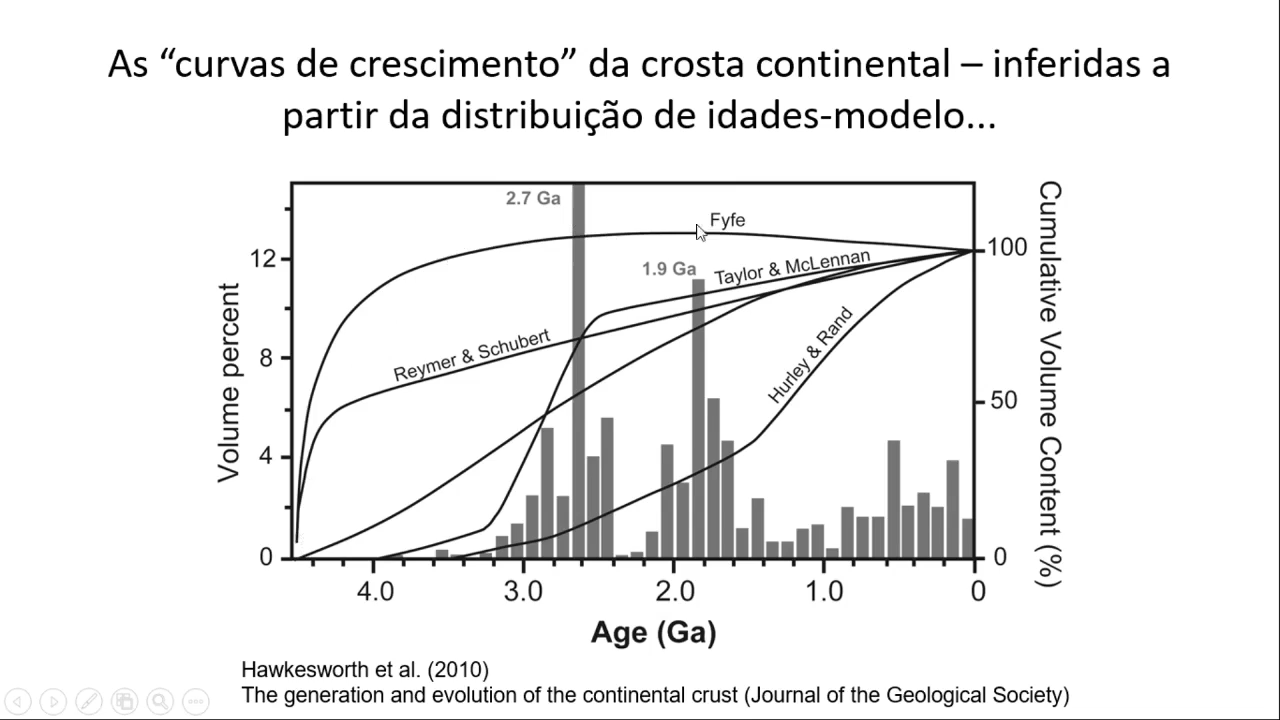 As “curvas de crescimento” da crosta continental – inferidas a
partir da distribuição de idades-modelo...
2.7 Ga
Fyfe
1.9 Ga
Taylor & McLennan
Reymer & Schubert
Hurley & Rand
Volume percent
12
8
4
0
Cumulative Volume Content (%)
100
50
0
4.0
3.0
2.0
1.0
0
Age (Ga)
Hawkesworth et al. (2010)
The generation and evolution of the continental crust (Journal of the Geological Society)